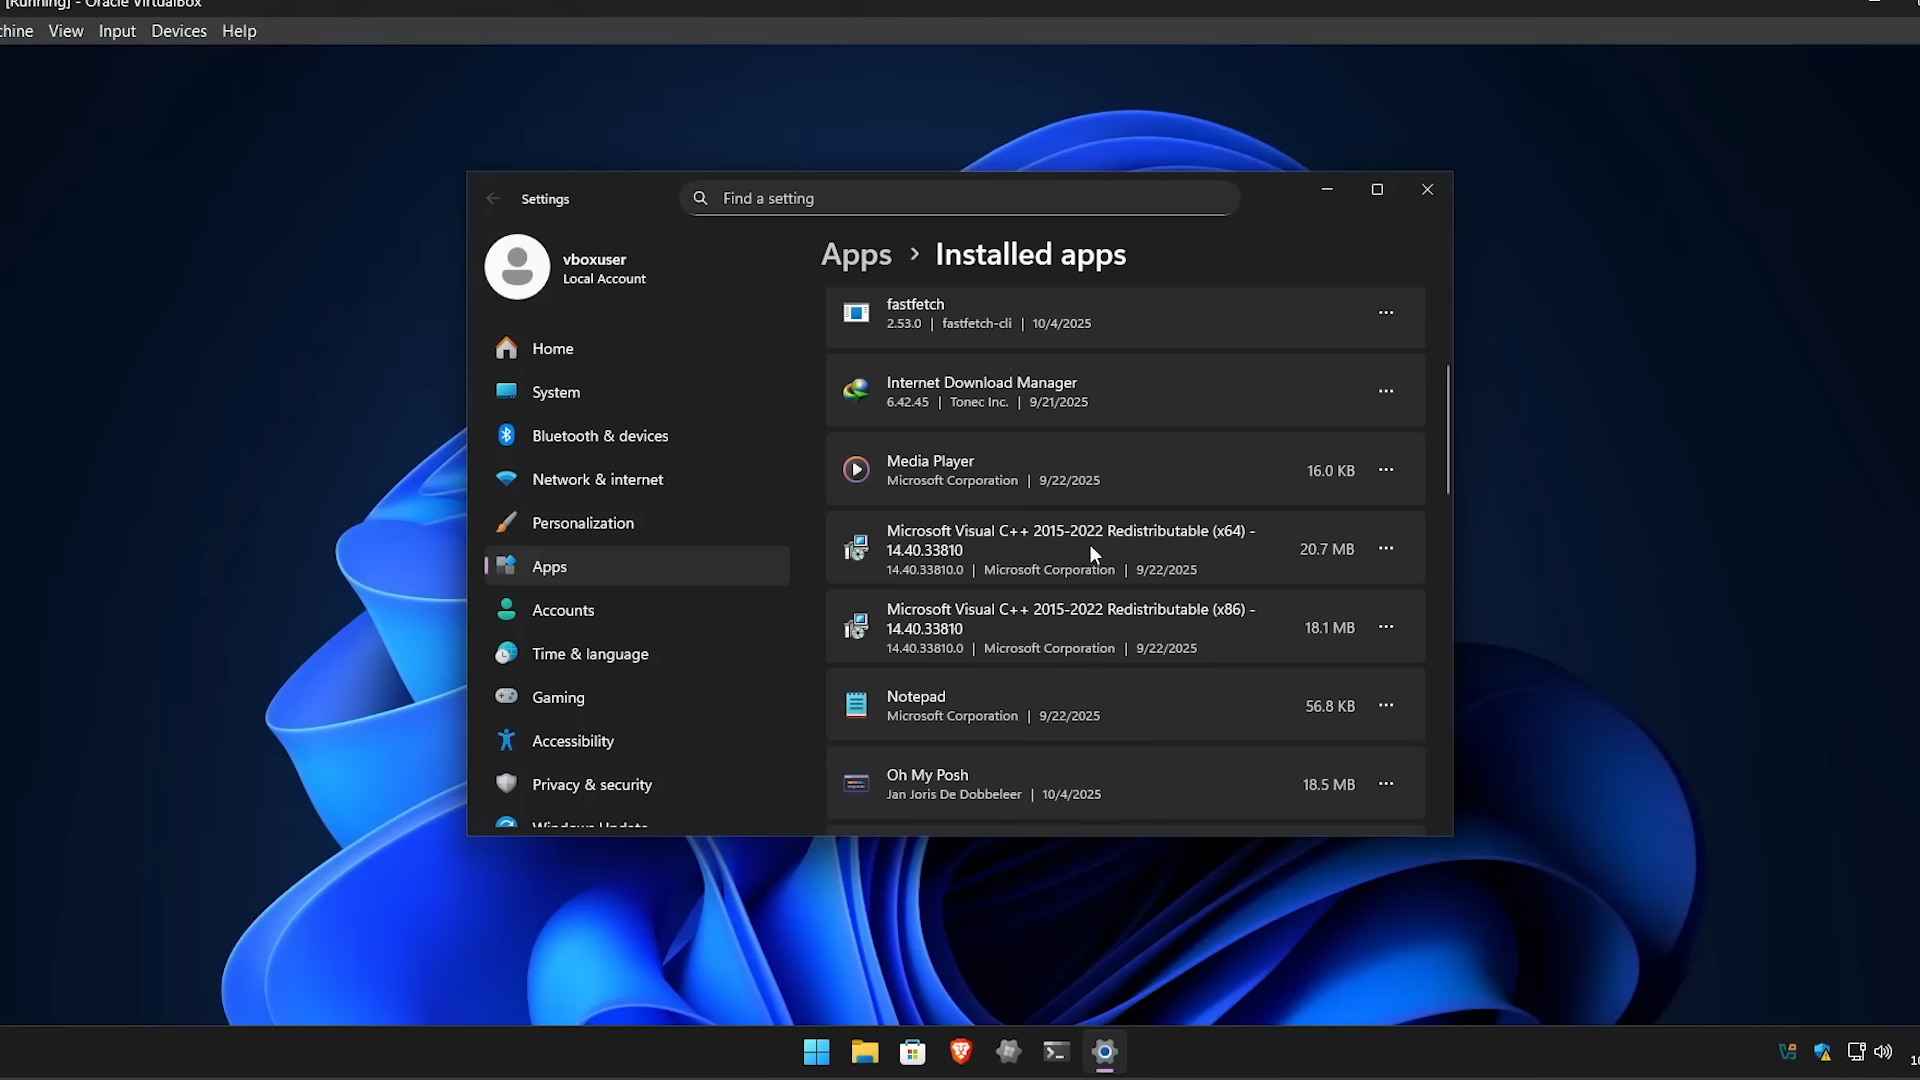 [Running] - Oracle VirtualBox
chine View Input Devices Help
Settings
Find a setting
vboxuser
Local Account
Home
System
Bluetooth & devices
Network & internet
Personalization
Apps
Accounts
Time & language
Gaming
Accessibility
Privacy & security
Windows Update
Apps > Installed apps
fastfetch
2.53.0 | fastfetch-cli | 10/4/2025
Internet Download Manager
6.42.45 | Tonec Inc. | 9/21/2025
Media Player
Microsoft Corporation | 9/22/2025
16.0 KB
Microsoft Visual C++ 2015-2022 Redistributable (x64) -
14.40.33810
14.40.33810.0 | Microsoft Corporation | 9/22/2025
20.7 MB
Microsoft Visual C++ 2015-2022 Redistributable (x86) -
14.40.33810
14.40.33810.0 | Microsoft Corporation | 9/22/2025
18.1 MB
Notepad
Microsoft Corporation | 9/22/2025
56.8 KB
Oh My Posh
Jan Joris De Dobbeleer | 10/4/2025
18.5 MB